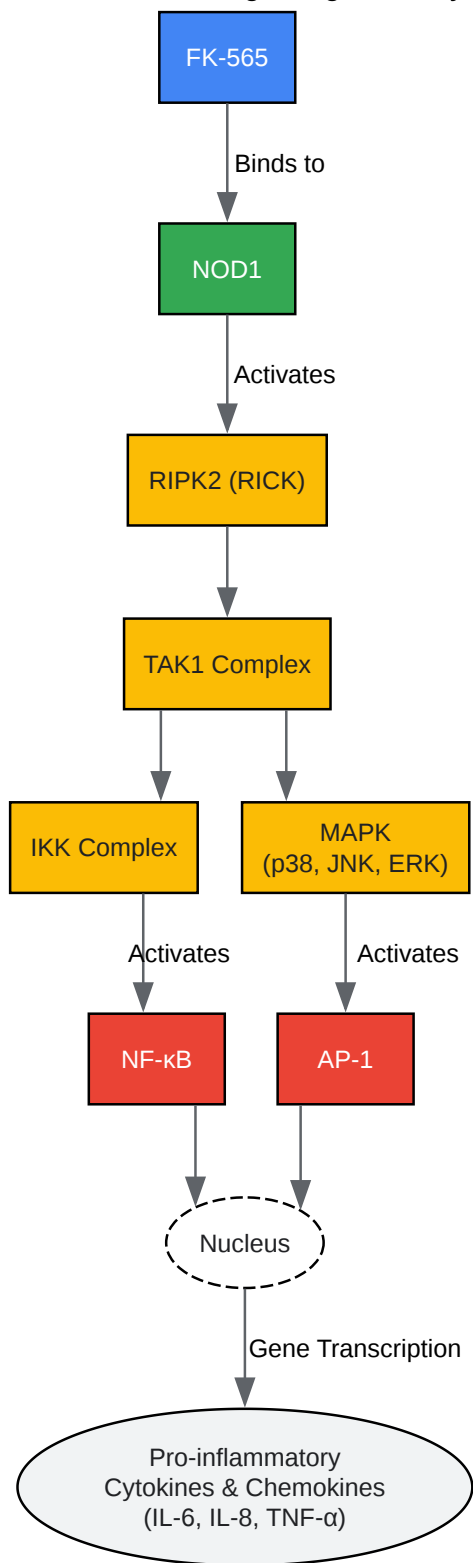 FK-565
Binds to
NOD1
Activates
RIPK2 (RICK)
TAK1 Complex
IKK Complex
MAPK
(p38, JNK, ERK)
Activates
Activates
NF-κB
AP-1
Nucleus
Gene Transcription
Pro-inflammatory
Cytokines & Chemokines
(IL-6, IL-8, TNF-α)